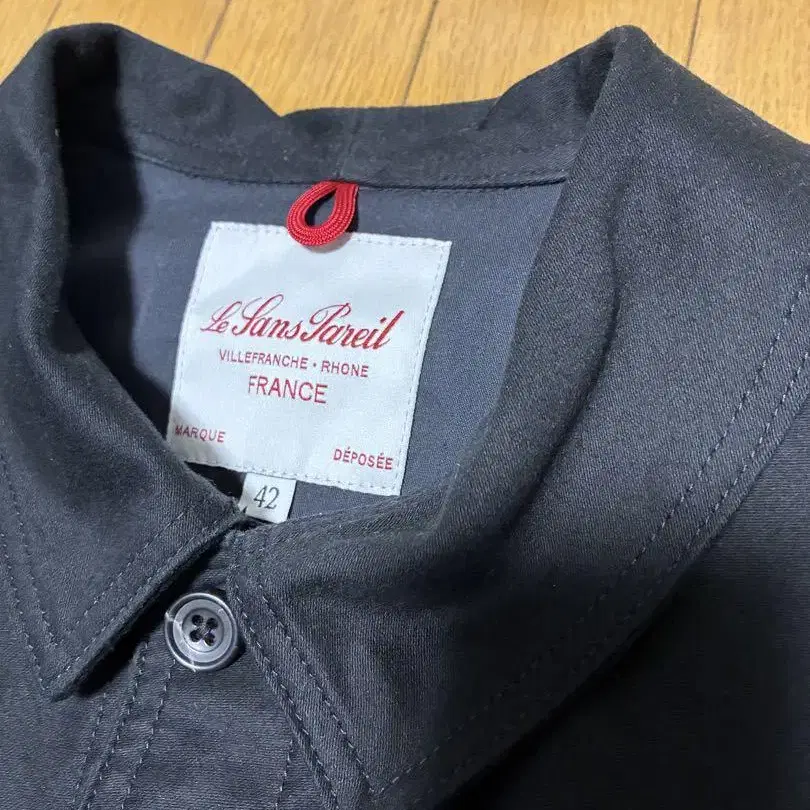 Le Sans Pareil
VILLEFRANCHE • RHONE
FRANCE
MARQUE
DÉPOSÉE
42